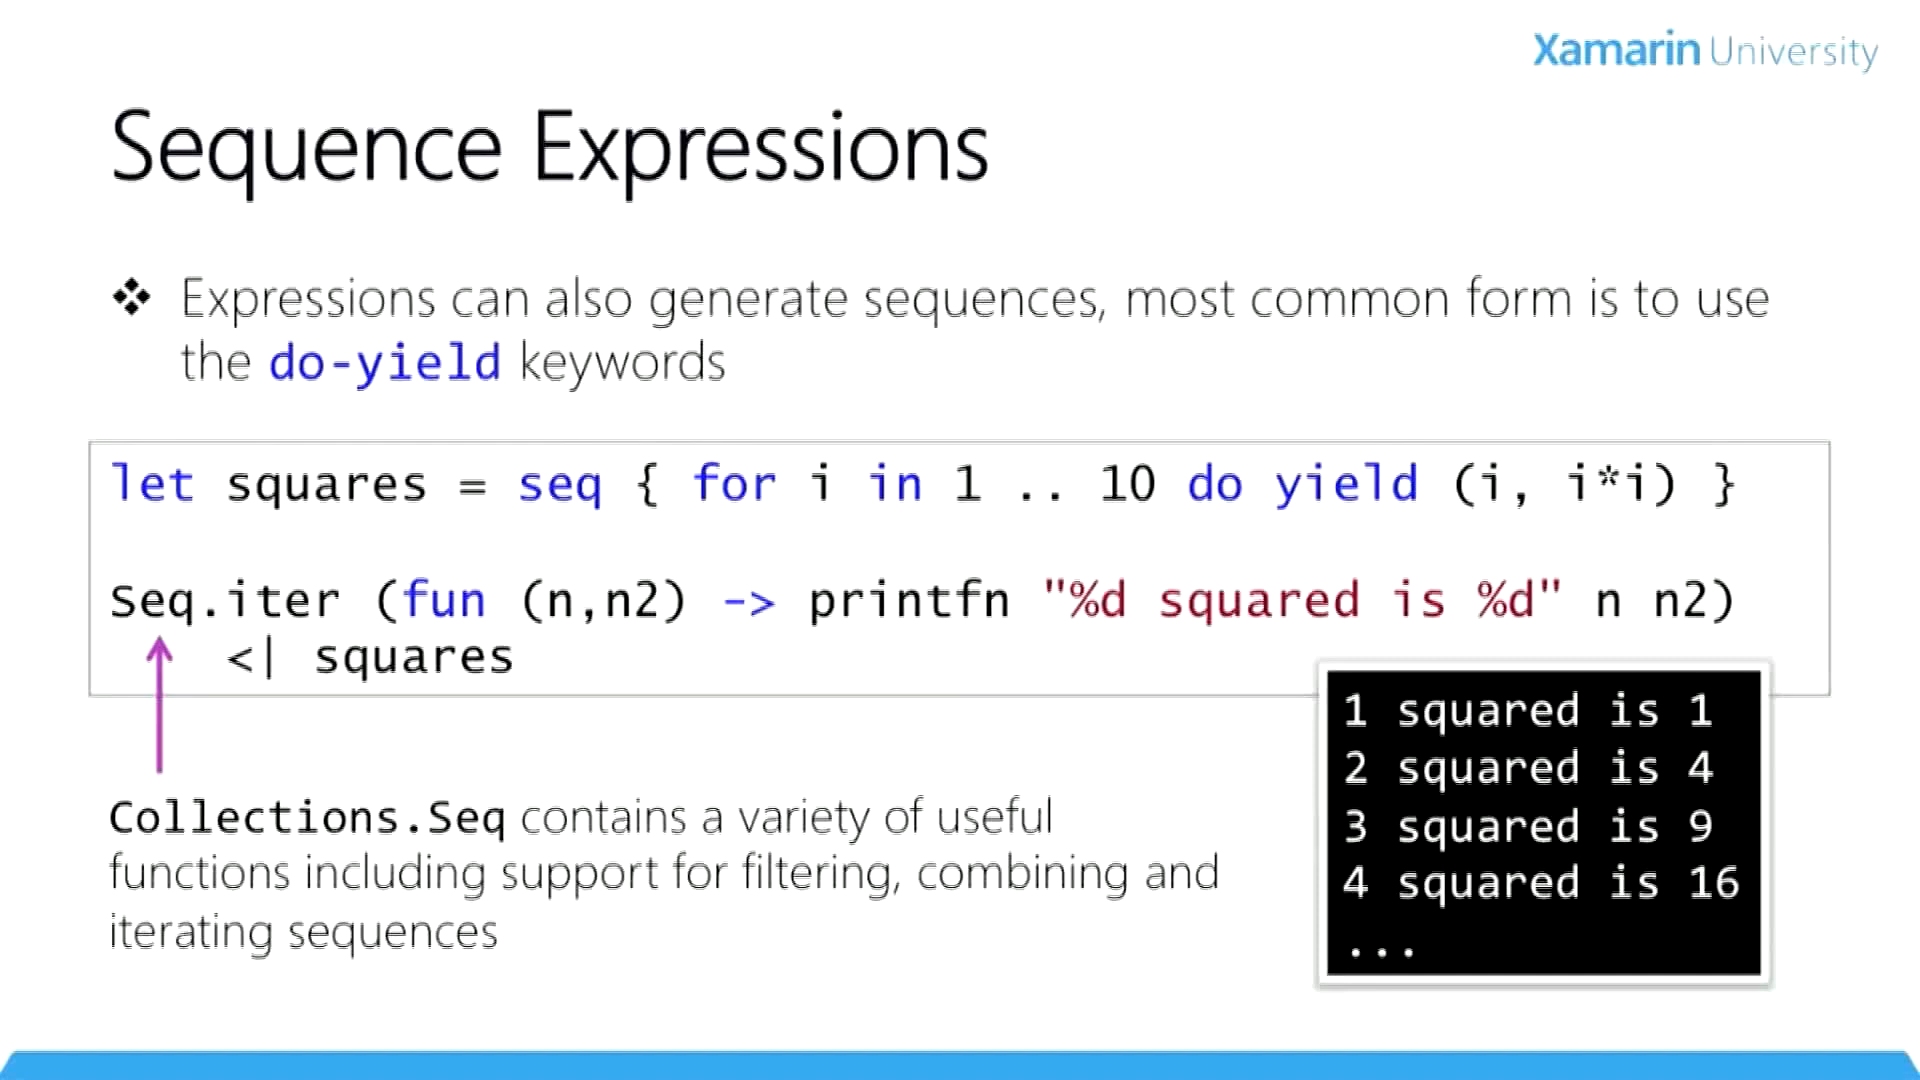 Xamarin University
Sequence Expressions
❖ Expressions can also generate sequences, most common form is to use
the do-yield keywords
let squares = seq { for i in 1 .. 10 do yield (i, i*i) }
Seq.iter (fun (n,n2) -> printfn "%d squared is %d" n n2)
<| squares
1 squared is 1
2 squared is 4
3 squared is 9
4 squared is 16
...
Collections.Seq contains a variety of useful
functions including support for filtering, combining and
iterating sequences